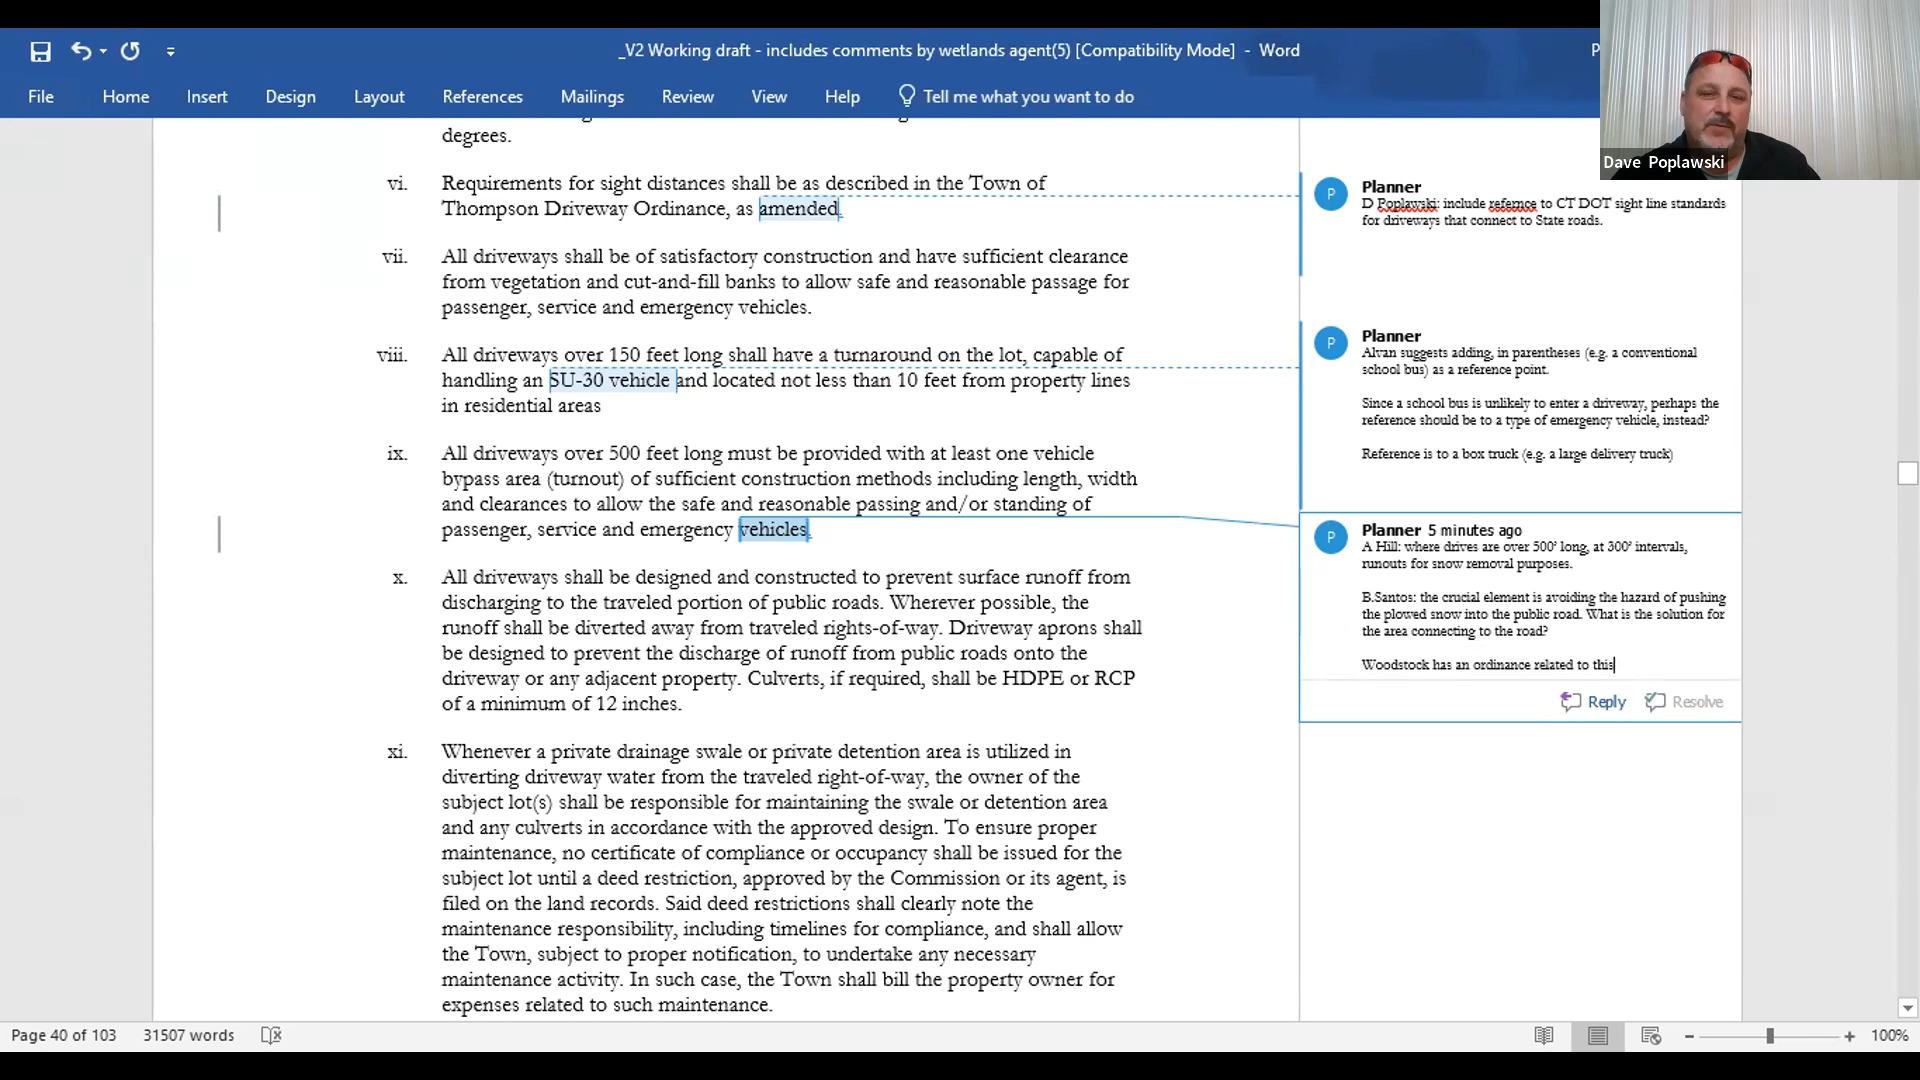 _V2 Working draft - includes comments by wetlands agent(5) [Compatibility Mode] - Word
P
File Home Insert Design Layout References Mailings Review View Help Tell me what you want to do
Dave Poplawski
degrees.
vi. Requirements for sight distances shall be as described in the Town of
Thompson Driveway Ordinance, as amended.
vii. All driveways shall be of satisfactory construction and have sufficient clearance
from vegetation and cut-and-fill banks to allow safe and reasonable passage for
passenger, service and emergency vehicles.
viii. All driveways over 150 feet long shall have a turnaround on the lot, capable of
handling an SU-30 vehicle and located not less than 10 feet from property lines
in residential areas
ix. All driveways over 500 feet long must be provided with at least one vehicle
bypass area (turnout) of sufficient construction methods including length, width
and clearances to allow the safe and reasonable passing and/or standing of
passenger, service and emergency vehicles.
x. All driveways shall be designed and constructed to prevent surface runoff from
discharging to the traveled portion of public roads. Wherever possible, the
runoff shall be diverted away from traveled rights-of-way. Driveway aprons shall
be designed to prevent the discharge of runoff from public roads onto the
driveway or any adjacent property. Culverts, if required, shall be HDPE or RCP
of a minimum of 12 inches.
xi. Whenever a private drainage swale or private detention area is utilized in
diverting driveway water from the traveled right-of-way, the owner of the
subject lot(s) shall be responsible for maintaining the swale or detention area
and any culverts in accordance with the approved design. To ensure proper
maintenance, no certificate of compliance or occupancy shall be issued for the
subject lot until a deed restriction, approved by the Commission or its agent, is
filed on the land records. Said deed restrictions shall clearly note the
maintenance responsibility, including timelines for compliance, and shall allow
the Town, subject to proper notification, to undertake any necessary
maintenance activity. In such case, the Town shall bill the property owner for
expenses related to such maintenance.
P Planner
D Poplawski: include refernce to CT DOT sight line standards
for driveways that connect to State roads.
P Planner
Alvan suggests adding, in parentheses (e.g. a conventional
school bus) as a reference point.
Since a school bus is unlikely to enter a driveway, perhaps the
reference should be to a type of emergency vehicle, instead?
Reference is to a box truck (e.g. a large delivery truck)
P Planner 5 minutes ago
A Hill: where drives are over 500' long, at 300' intervals,
runouts for snow removal purposes.
B.Santos: the crucial element is avoiding the hazard of pushing
the plowed snow into the public road. What is the solution for
the area connecting to the road?
Woodstock has an ordinance related to this
Reply Resolve
Page 40 of 103 31507 words
100%